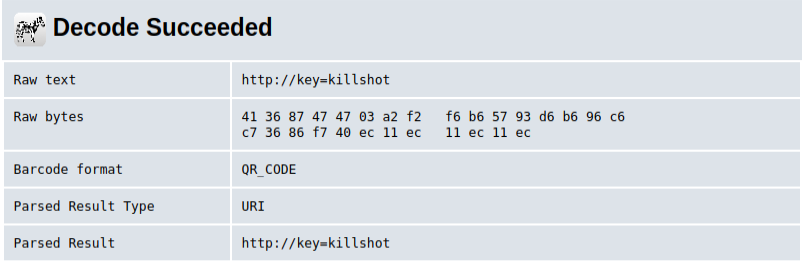 Decode Succeeded
Raw text http://key=killshot
Raw bytes 41 36 87 47 47 03 a2 f2 f6 b6 57 93 d6 b6 96 c6
c7 36 86 f7 40 ec 11 ec 11 ec 11 ec
Barcode format QR_CODE
Parsed Result Type URI
Parsed Result http://key=killshot